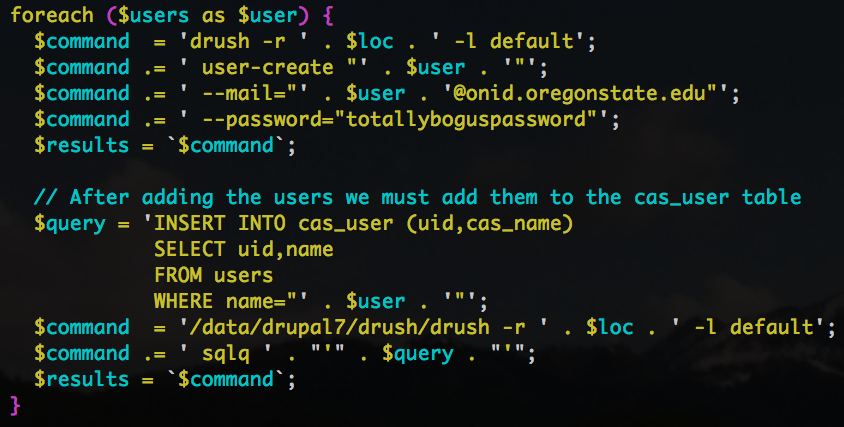 foreach ($users as $user) {
  $command  = 'drush -r ' . $loc . ' -l default';
  $command .= ' user-create "' . $user . '"';
  $command .= ' --mail="' . $user . '@onid.oregonstate.edu"';
  $command .= ' --password="totallyboguspassword"';
  $results = `$command`;

  // After adding the users we must add them to the cas_user table
  $query = 'INSERT INTO cas_user (uid,cas_name)
            SELECT uid,name
            FROM users
            WHERE name="' . $user . '"';
  $command  = '/data/drupal7/drush/drush -r ' . $loc . ' -l default';
  $command .= ' sqlq ' . "'" . $query . "'";
  $results = `$command`;
}